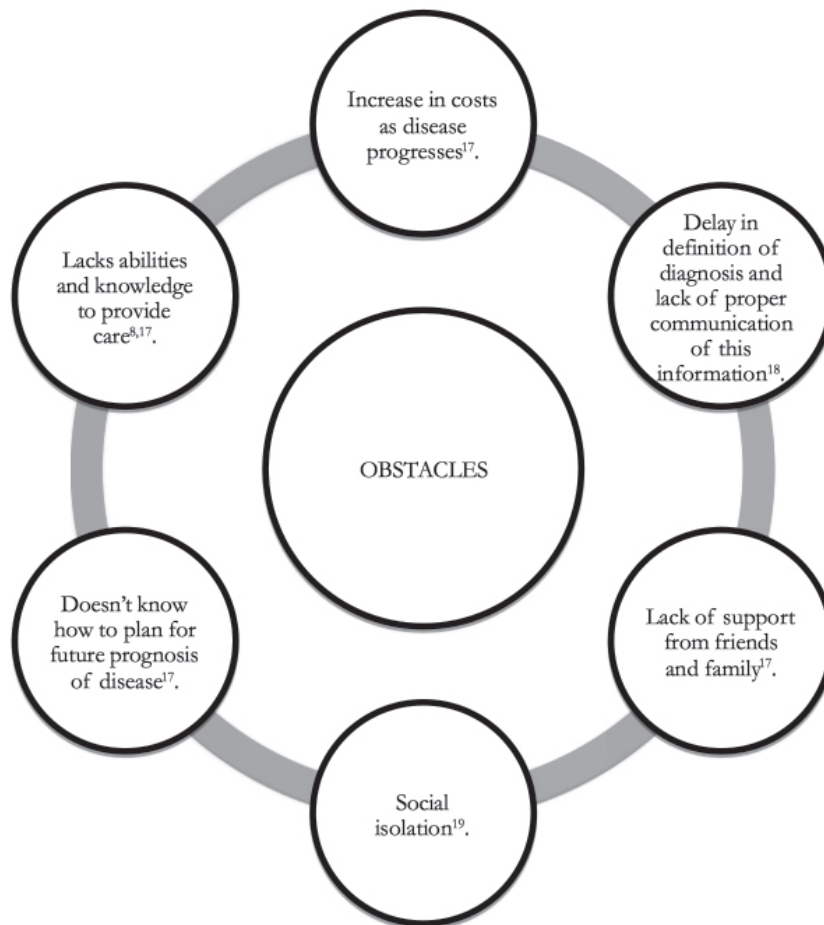 Increase in costs
as disease
progresses¹⁷.
Delay in
definition of
diagnosis and
lack of proper
communication
of this
information¹⁸.
Lack of support
from friends
and family¹⁷.
Social
isolation¹⁹.
Doesn’t know
how to plan for
future prognosis
of disease¹⁷.
Lacks abilities
and knowledge
to provide
care⁸,¹⁷.
OBSTACLES